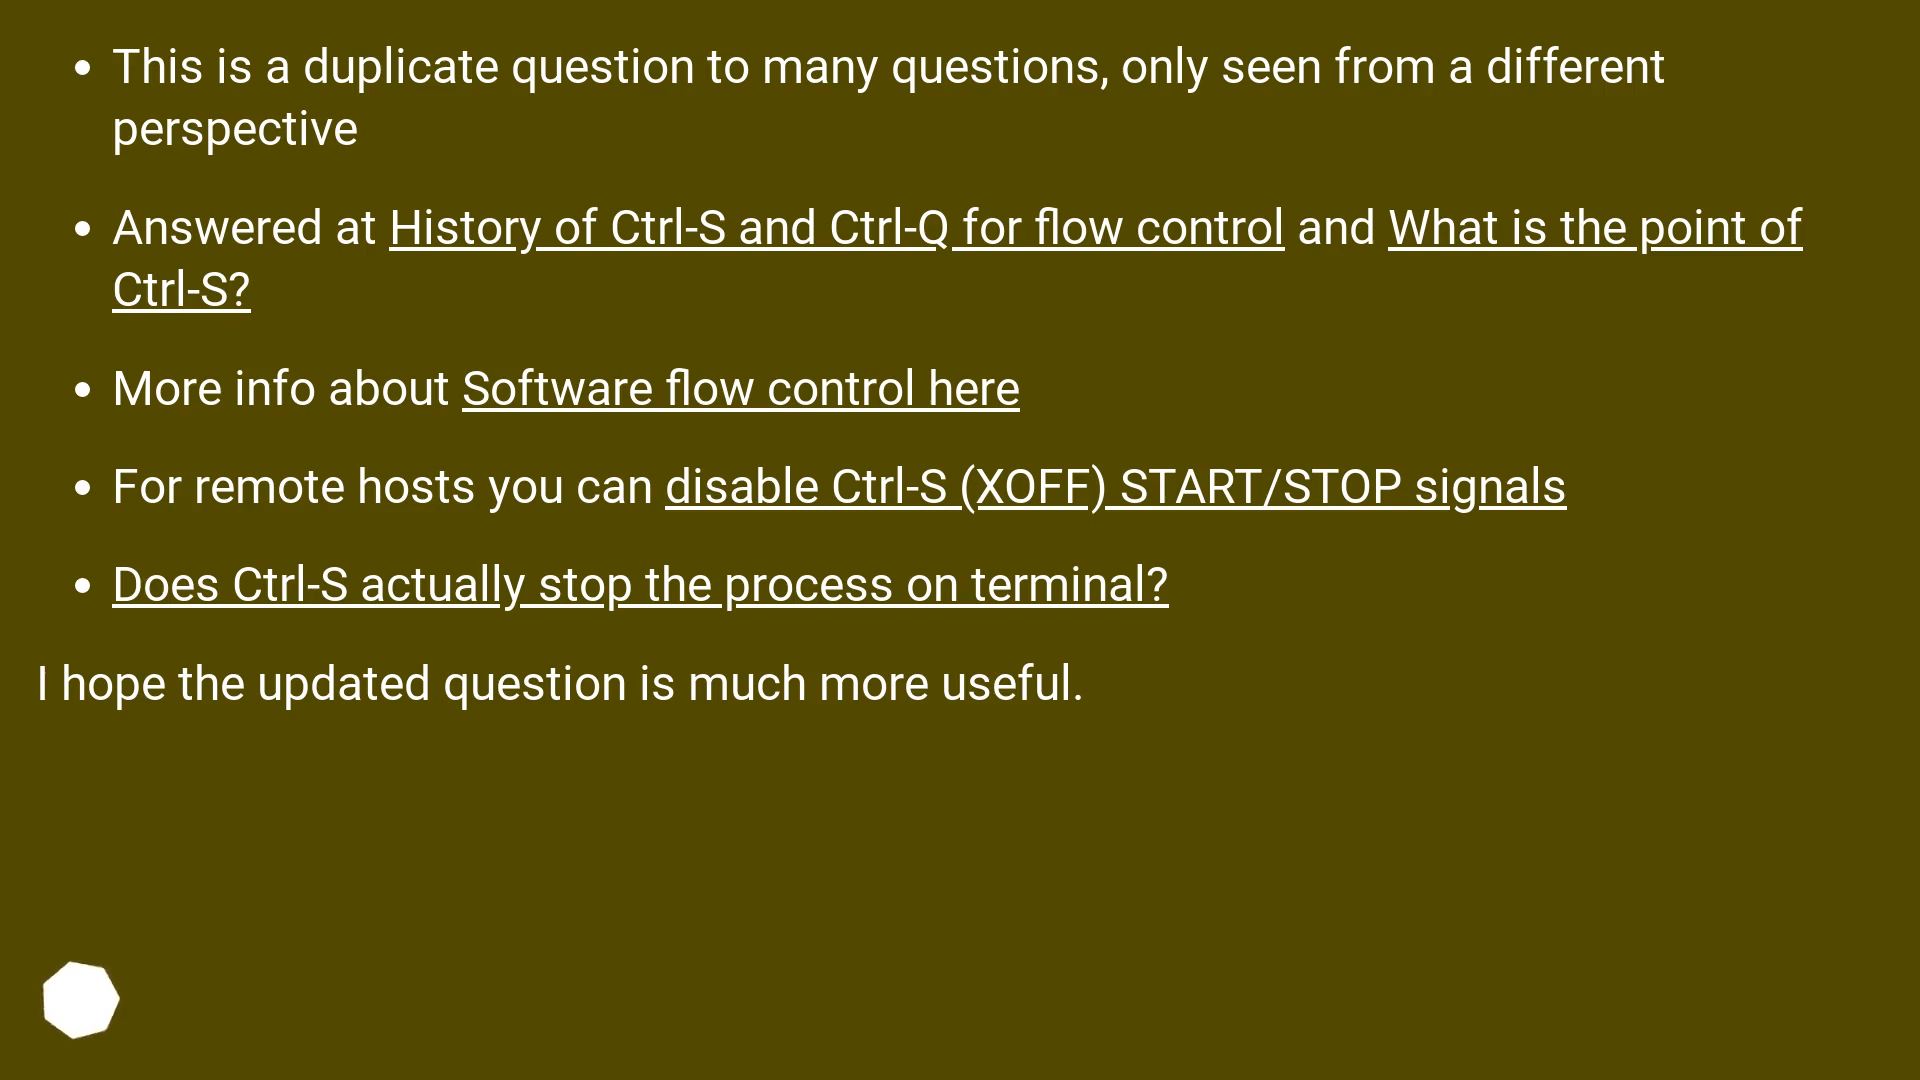 • This is a duplicate question to many questions, only seen from a different
perspective
• Answered at History of Ctrl-S and Ctrl-Q for flow control and What is the point of
Ctrl-S?
• More info about Software flow control here
• For remote hosts you can disable Ctrl-S (XOFF) START/STOP signals
• Does Ctrl-S actually stop the process on terminal?
I hope the updated question is much more useful.